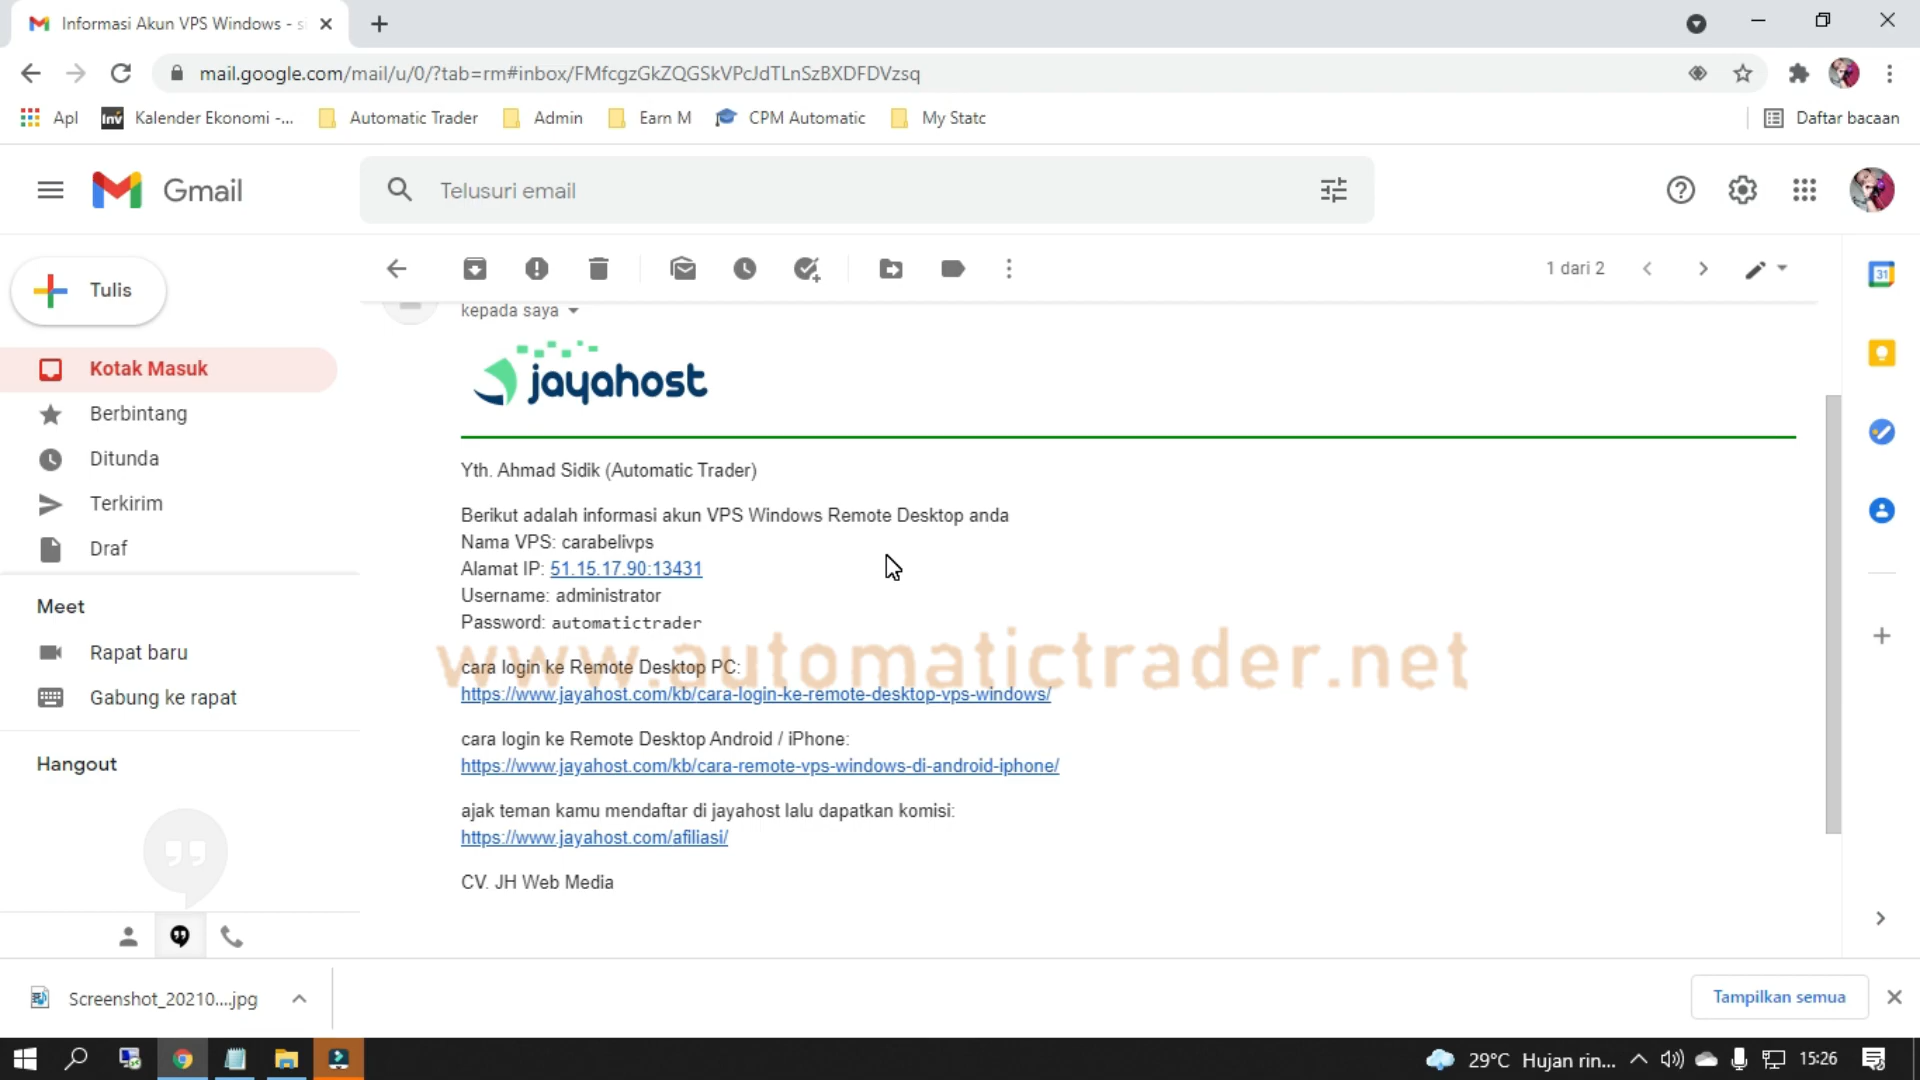 Informasi Akun VPS Windows -
mail.google.com/mail/u/0/?tab=rm#inbox/FMfcgzGkZQGSkVPcJdTLnSzBXDFDVzsq
Apl
Inv
Kalender Ekonomi -...
Automatic Trader
Admin
Earn M
CPM Automatic
My Statc
Daftar bacaan
Gmail
Telusuri email
Tulis
1 dari 2
31
kepada saya
jayahost
Kotak Masuk
Berbintang
Ditunda
Terkirim
Draf
Meet
Rapat baru
Gabung ke rapat
Hangout
Yth. Ahmad Sidik (Automatic Trader)
Berikut adalah informasi akun VPS Windows Remote Desktop anda
Nama VPS: carabelivps
Alamat IP: 51.15.17.90:13431
Username: administrator
Password: automatictrader
www.automatictrader.net
cara login ke Remote Desktop PC:
https://www.jayahost.com/kb/cara-login-ke-remote-desktop-vps-windows/
cara login ke Remote Desktop Android / iPhone:
https://www.jayahost.com/kb/cara-remote-vps-windows-di-android-iphone/
ajak teman kamu mendaftar di jayahost lalu dapatkan komisi:
https://www.jayahost.com/afiliasi/
CV. JH Web Media
Screenshot_20210....jpg
Tampilkan semua
29°C Hujan rin...
15:26